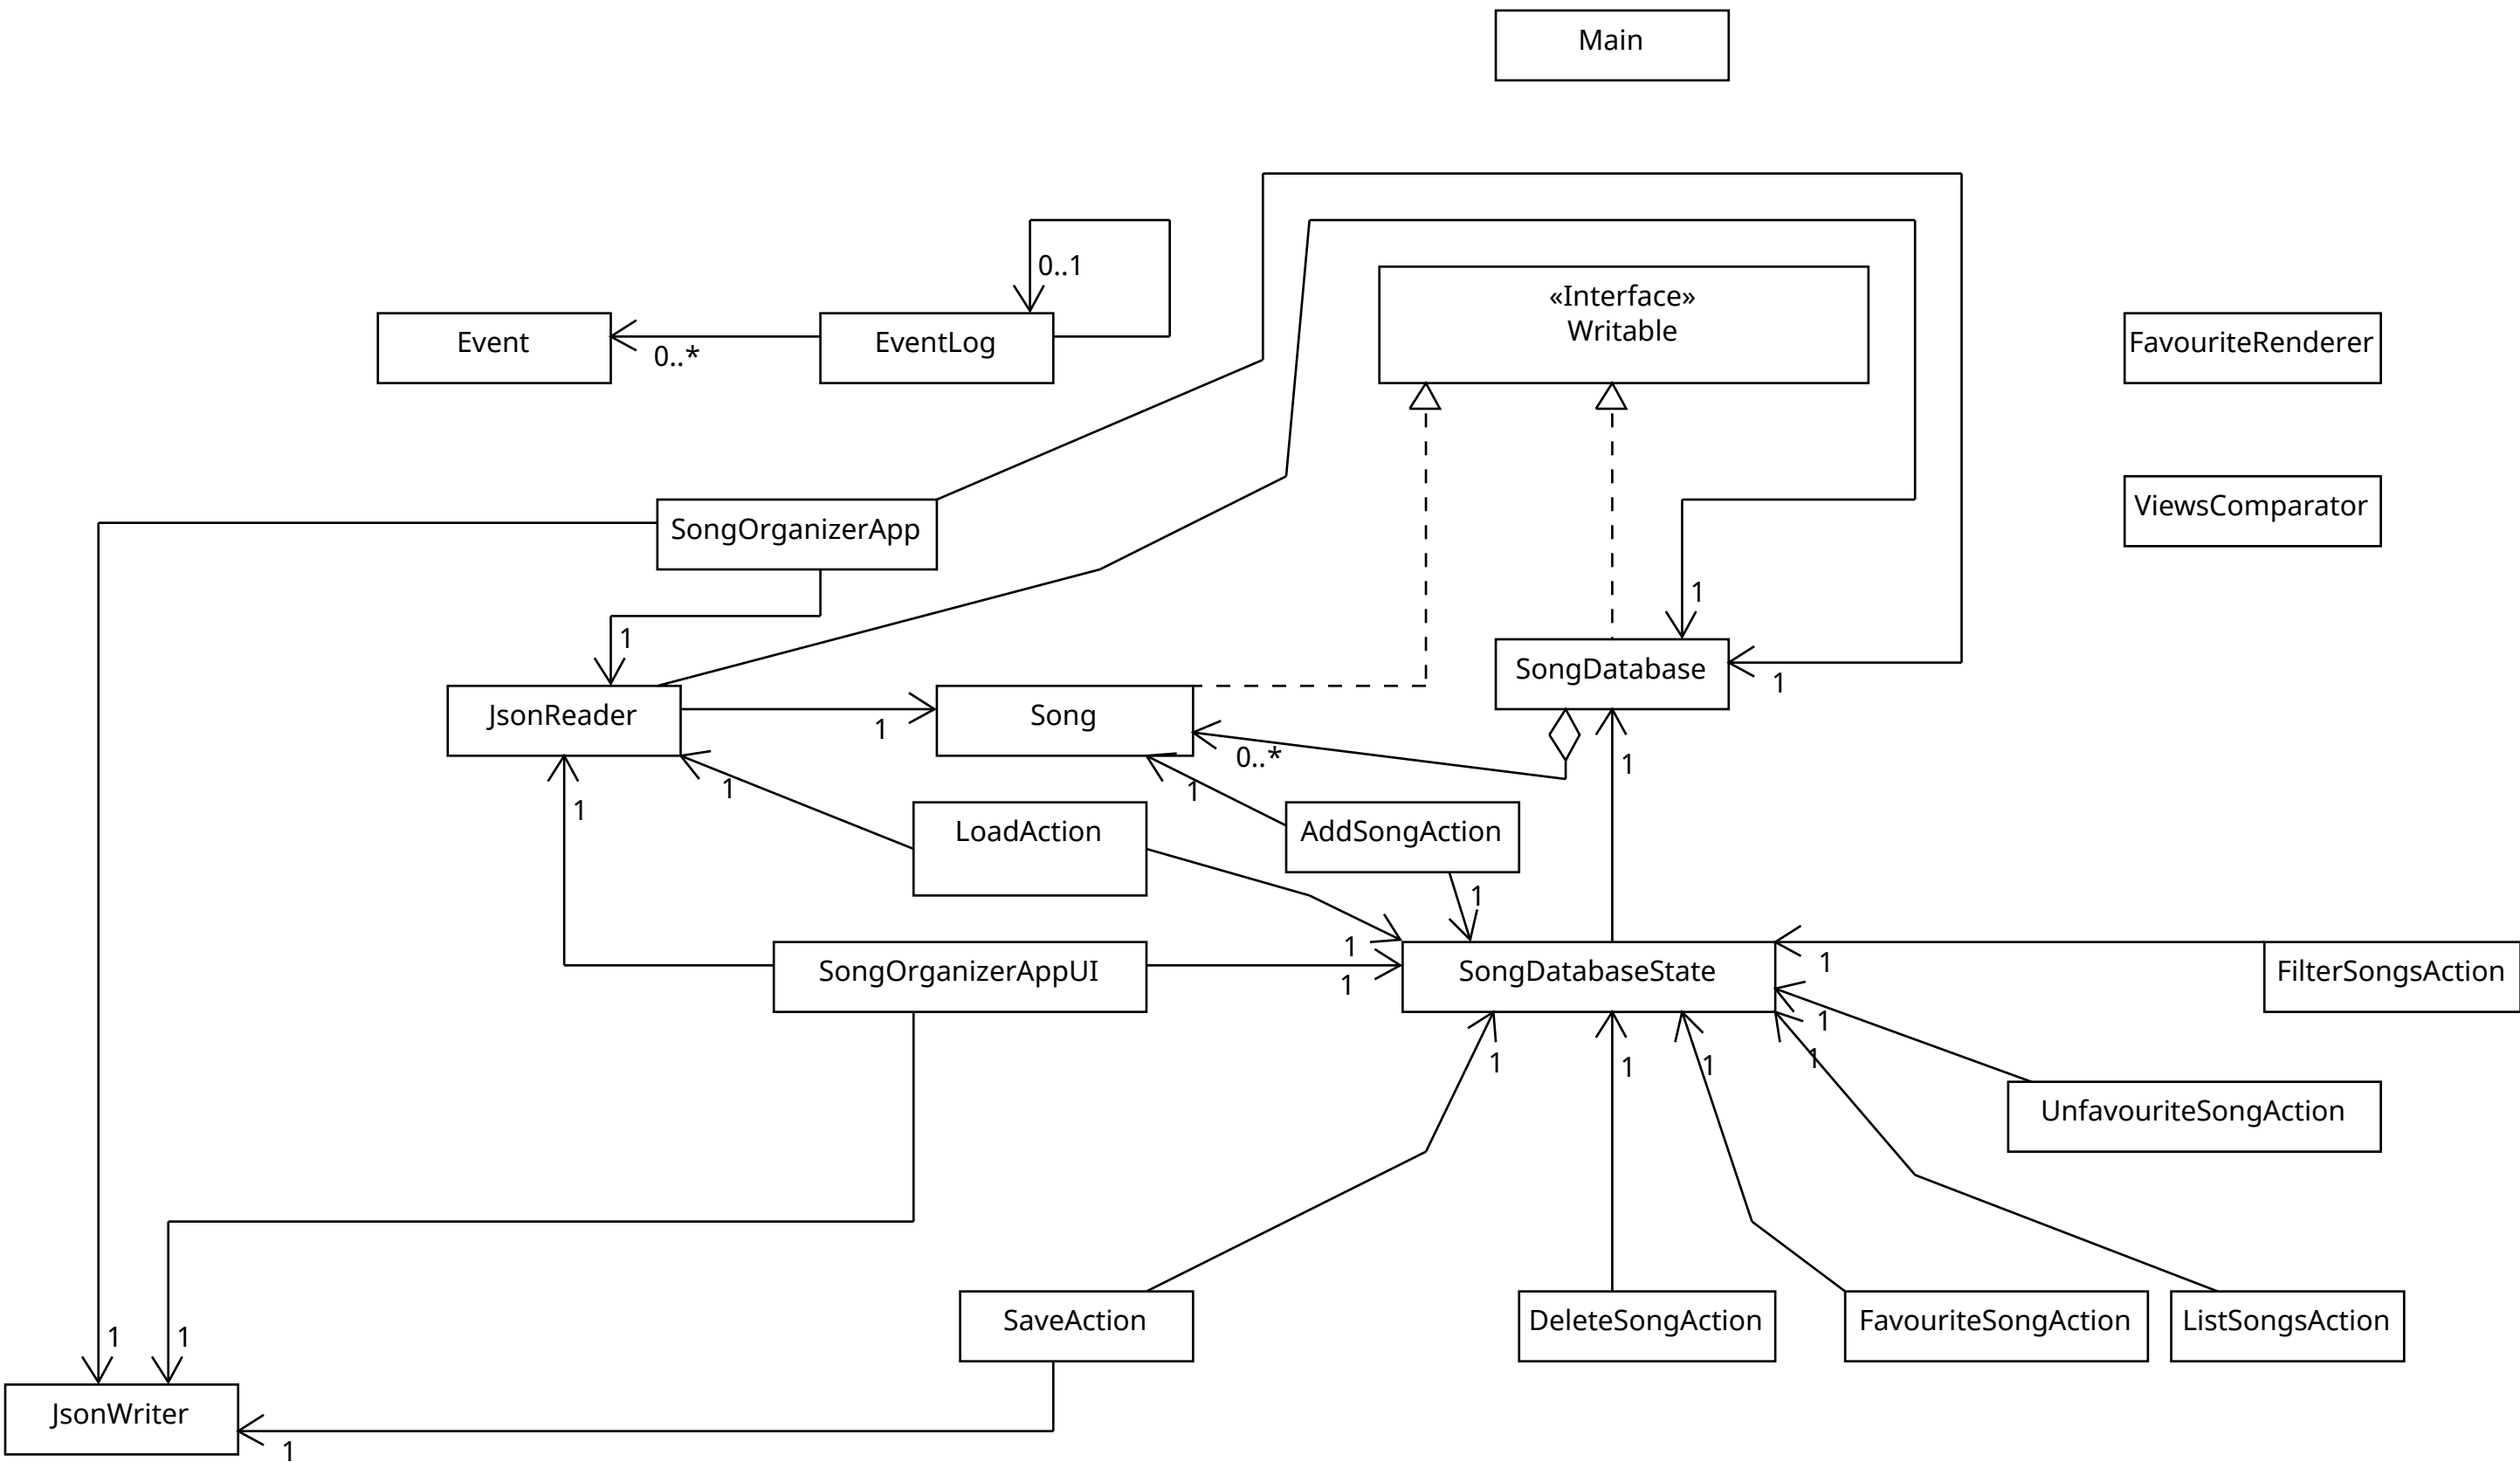 Main
0..1
«Interface»
Writable
Event
0..*
EventLog
FavouriteRenderer
ViewsComparator
SongOrganizerApp
1
1
SongDatabase
1
JsonReader
1
Song
0..*
1
1
1
1
LoadAction
AddSongAction
1
1
1
SongOrganizerAppUI
SongDatabaseState
1
FilterSongsAction
1
1
1
1
1
UnfavouriteSongAction
SaveAction
DeleteSongAction
FavouriteSongAction
ListSongsAction
1
1
JsonWriter
1